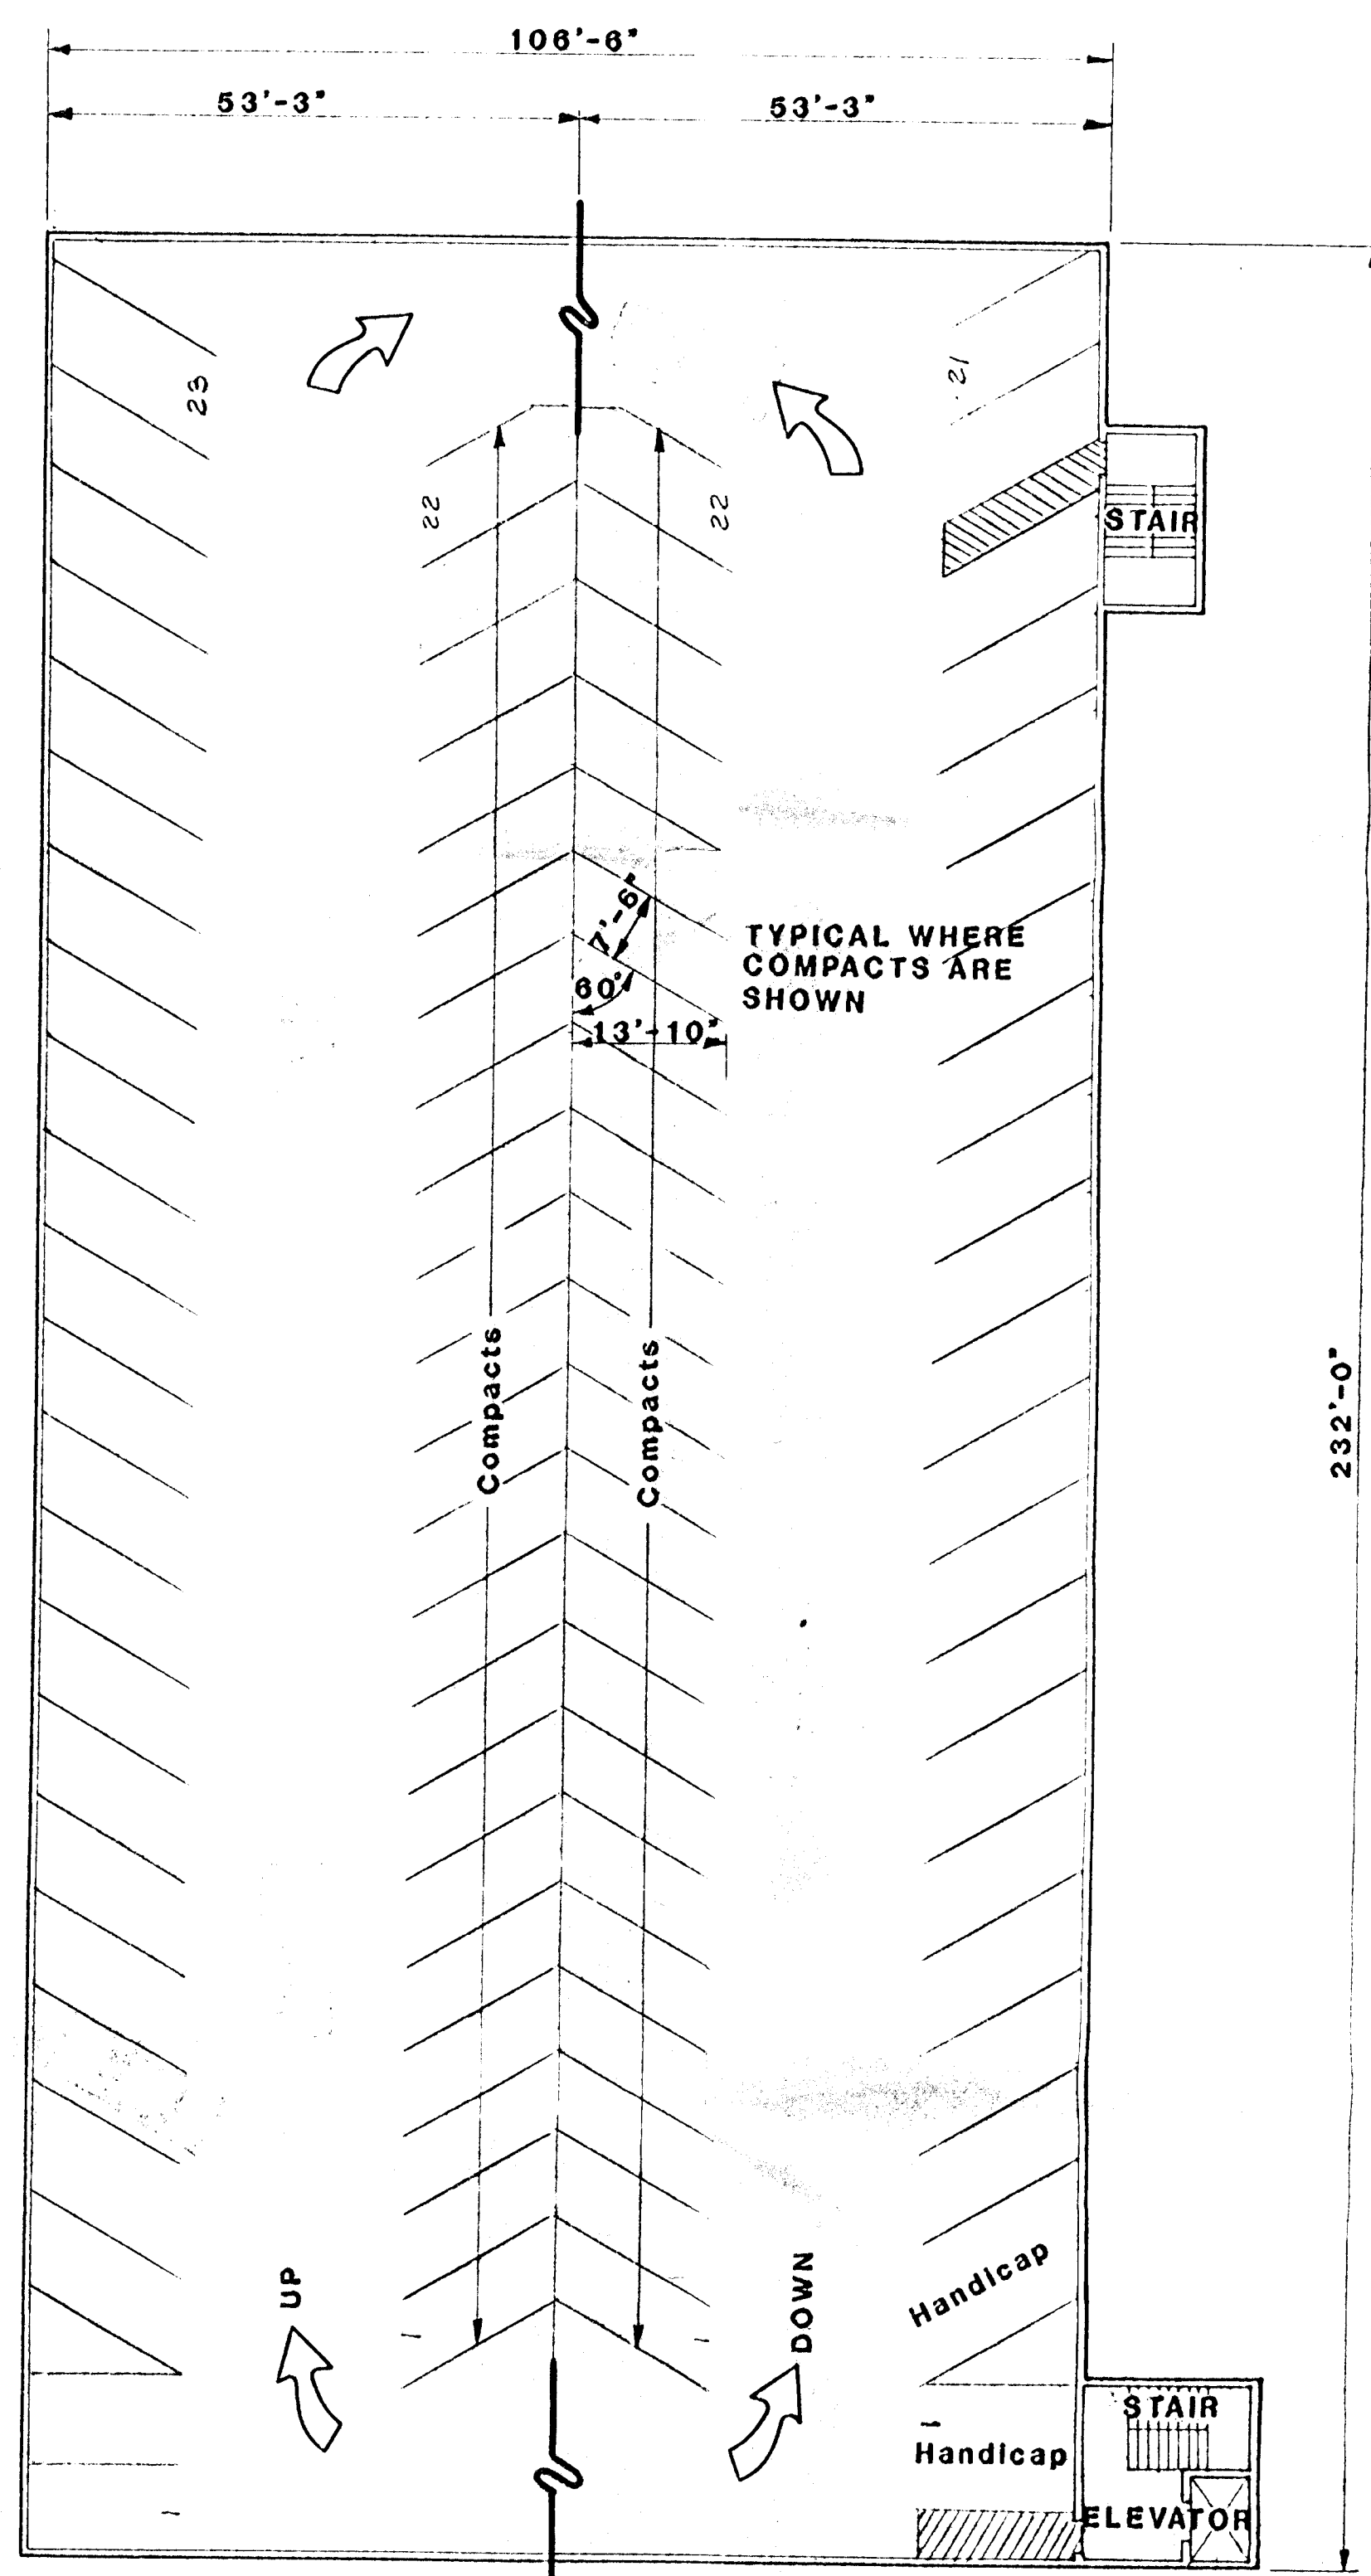 106'-6"
53'-3"
53'-3"
23
21
22
22
STAIR
7'-6"
TYPICAL WHERE
COMPACTS ARE
SHOWN
60°
13'-10"
Compacts
Compacts
232'-0"
UP
DOWN
Handicap
STAIR
Handicap
ELEVATOR